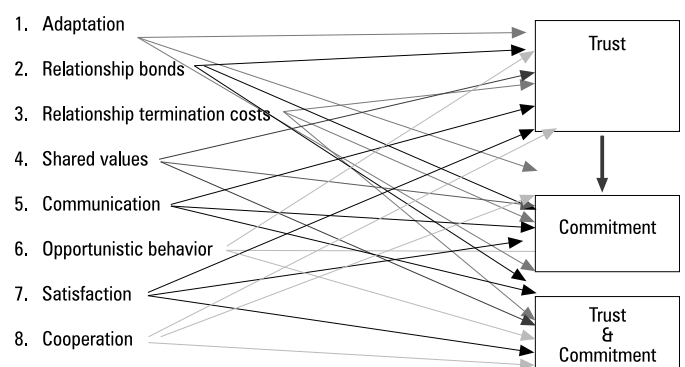 1. Adaptation
2. Relationship bonds
3. Relationship termination costs
4. Shared values
5. Communication
6. Opportunistic behavior
7. Satisfaction
8. Cooperation
Trust
Commitment
Trust
&
Commitment